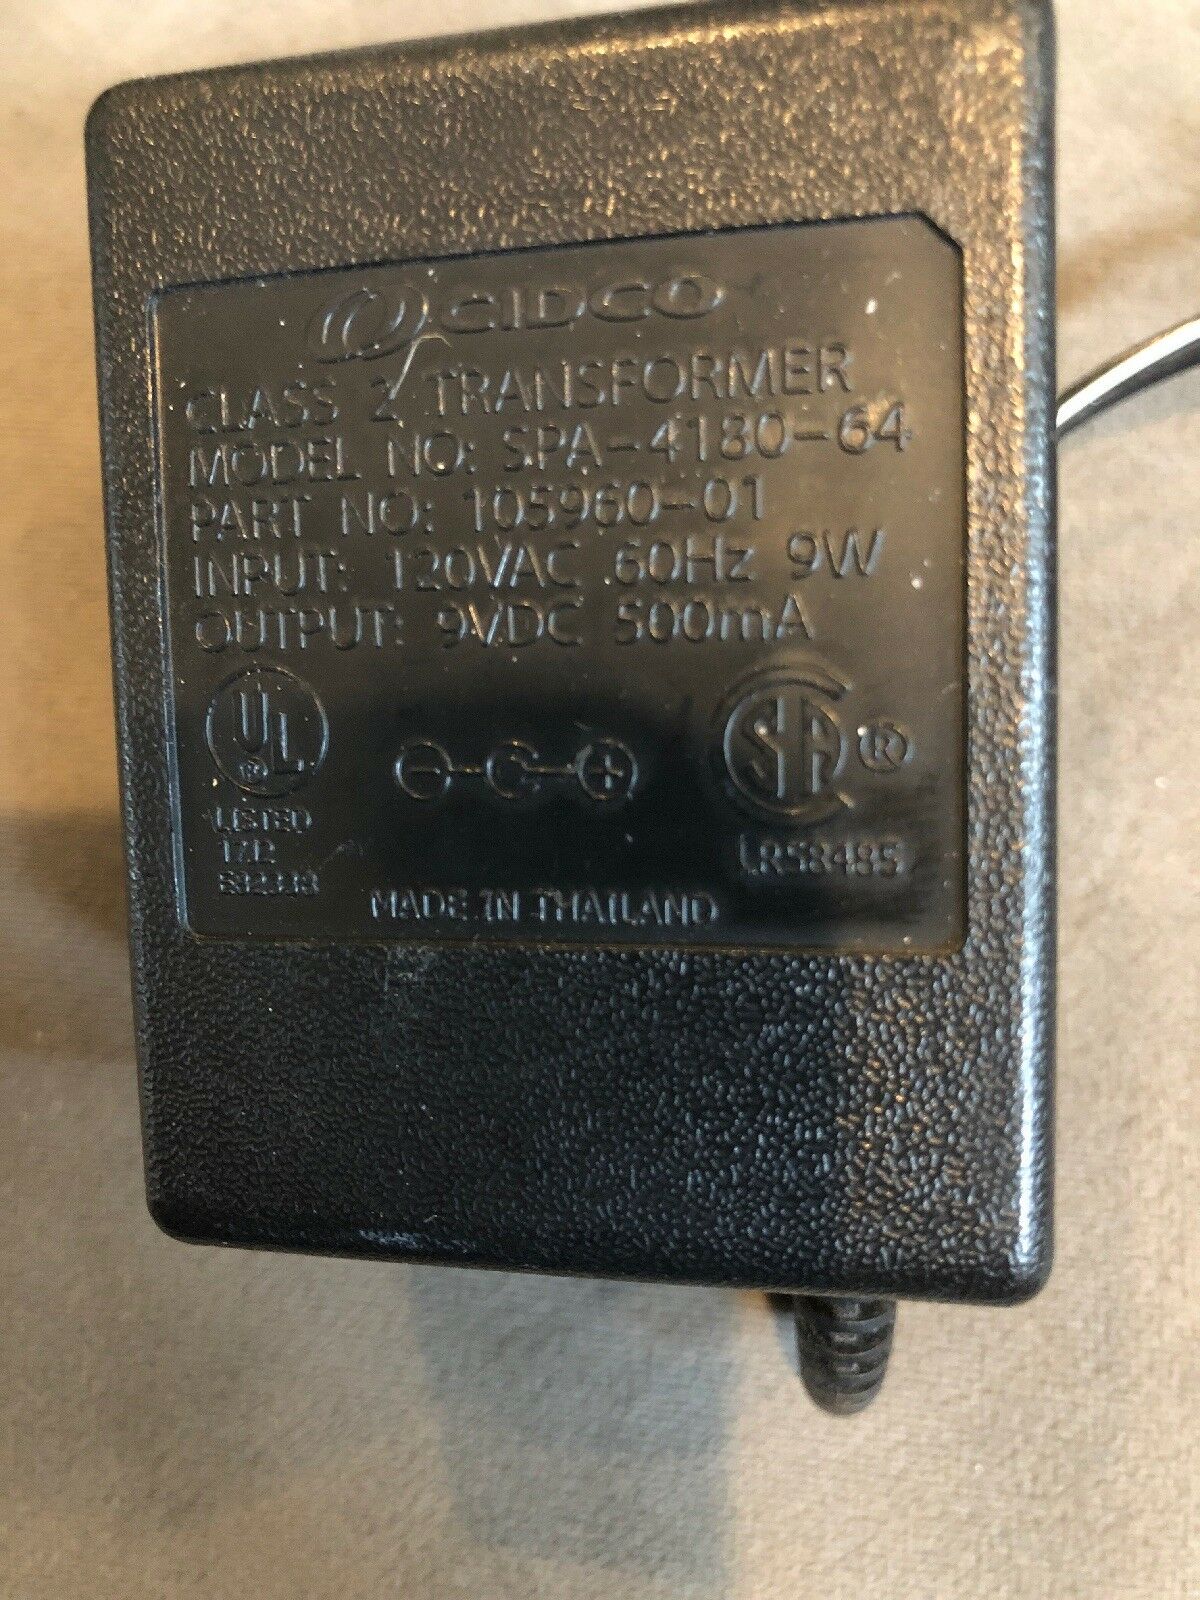 CIDCO
CLASS 2 TRANSFORMER
MODEL NO: SPA-4180-64
PART NO: 105960-01
INPUT: 120VAC 60Hz 9W
OUTPUT: 9VDC 500mA
UL ®
LISTED
SA ®
LR58485
MADE IN THAILAND